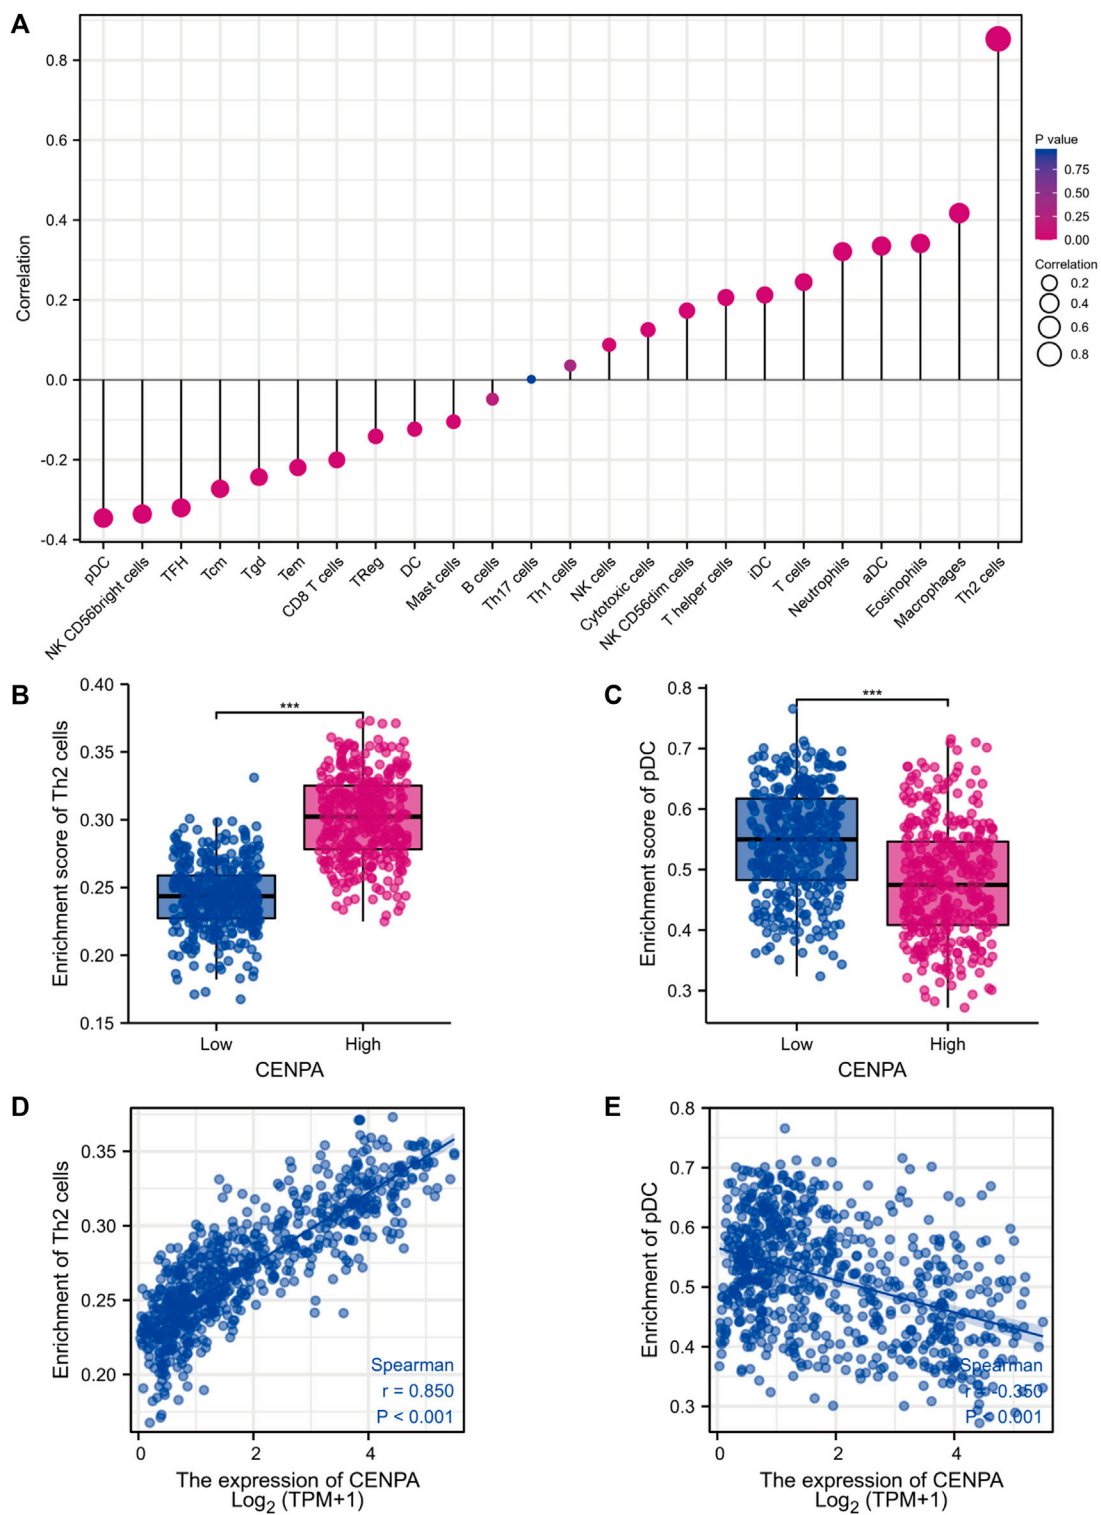 A
0.8
0.6
0.4
0.2
0.0
-0.2
-0.4
Correlation
P value
0.75
0.50
0.25
0.00
Correlation
0.2
0.4
0.6
0.8
pDC
NK CD56bright cells
TFH
Tcm
Tgd
Tem
CD8 T cells
TReg
DC
Mast cells
B cells
Th17 cells
Th1 cells
NK cells
Cytotoxic cells
NK CD56dim cells
T helper cells
iDC
T cells
Neutrophils
aDC
Eosinophils
Macrophages
Th2 cells
B
0.40
0.35
0.30
0.25
0.20
0.15
Enrichment score of Th2 cells
***
Low
High
CENPA
C
0.8
0.7
0.6
0.5
0.4
0.3
Enrichment score of pDC
***
Low
High
CENPA
D
0.35
0.30
0.25
0.20
Enrichment of Th2 cells
Spearman
r = 0.850
P < 0.001
0
2
4
The expression of CENPA
Log2 (TPM+1)
E
0.8
0.7
0.6
0.5
0.4
0.3
Enrichment of pDC
Spearman
r = -0.350
P < 0.001
0
2
4
The expression of CENPA
Log2 (TPM+1)